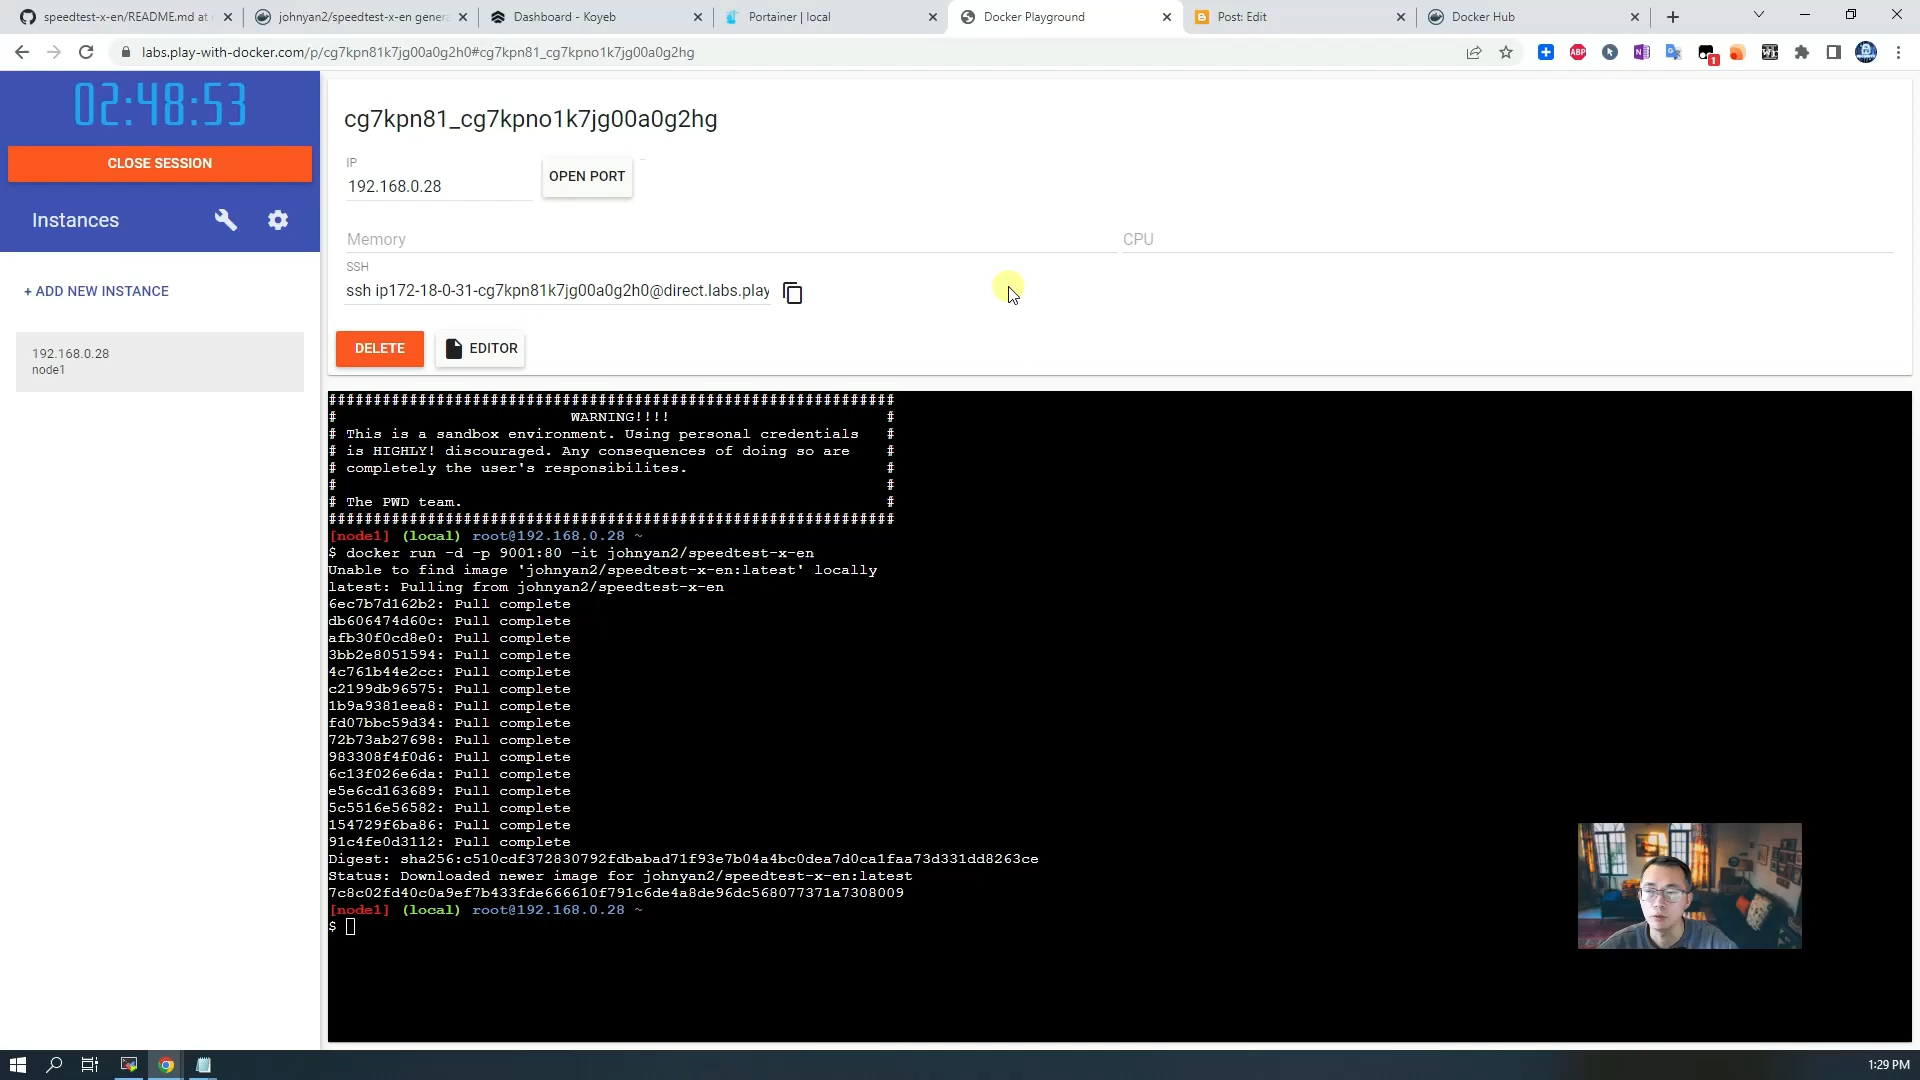 speedtest-x-en/README.md at
johnyan2/speedtest-x-en genera
Dashboard - Koyeb
Portainer | local
Docker Playground
Post: Edit
Docker Hub
labs.play-with-docker.com/p/cg7kpn81k7jg00a0g2h0#cg7kpn81_cg7kpno1k7jg00a0g2hg
ABP
1
02:48:53
CLOSE SESSION
Instances
+ ADD NEW INSTANCE
192.168.0.28
node1
cg7kpn81_cg7kpno1k7jg00a0g2hg
IP
192.168.0.28
OPEN PORT
Memory
CPU
SSH
ssh ip172-18-0-31-cg7kpn81k7jg00a0g2h0@direct.labs.play
DELETE
EDITOR
###############################################################
# WARNING!!!! #
# This is a sandbox environment. Using personal credentials #
# is HIGHLY! discouraged. Any consequences of doing so are #
# completely the user's responsibilites. #
# #
# The PWD team. #
###############################################################
[node1] (local) root@192.168.0.28 ~
$ docker run -d -p 9001:80 -it johnyan2/speedtest-x-en
Unable to find image 'johnyan2/speedtest-x-en:latest' locally
latest: Pulling from johnyan2/speedtest-x-en
6ec7b7d162b2: Pull complete
db606474d60c: Pull complete
afb30f0cd8e0: Pull complete
3bb2e8051594: Pull complete
4c761b44e2cc: Pull complete
c2199db96575: Pull complete
1b9a9381eea8: Pull complete
fd07bbc59d34: Pull complete
72b73ab27698: Pull complete
983308f4f0d6: Pull complete
6c13f026e6da: Pull complete
e5e6cd163689: Pull complete
5c5516e56582: Pull complete
154729f6ba86: Pull complete
91c4fe0d3112: Pull complete
Digest: sha256:c510cdf372830792fdbabad71f93e7b04a4bc0dea7d0ca1faa73d331dd8263ce
Status: Downloaded newer image for johnyan2/speedtest-x-en:latest
7c8c02fd40c0a9ef7b433fde666610f791c6de4a8de96dc568077371a7308009
[node1] (local) root@192.168.0.28 ~
$
1:29 PM